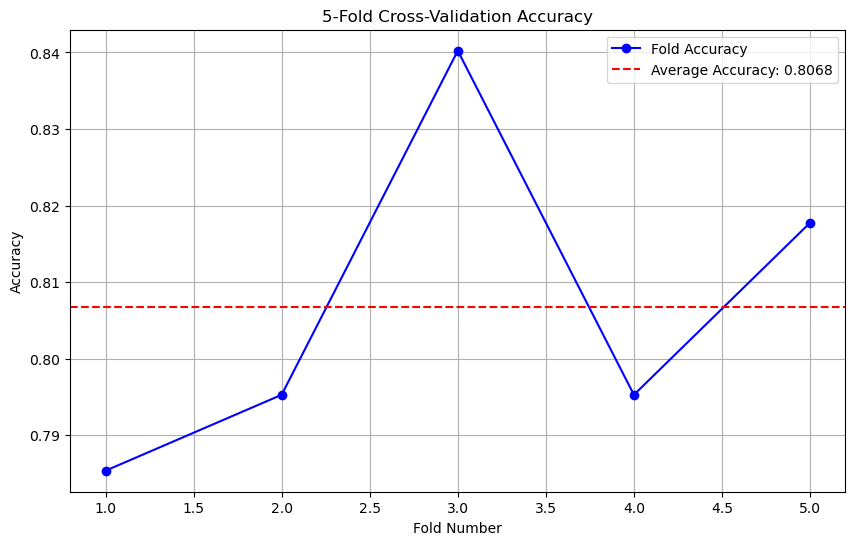 5-Fold Cross-Validation Accuracy
Fold Accuracy
Average Accuracy: 0.8068
Accuracy
0.84
0.83
0.82
0.81
0.80
0.79
1.0 1.5 2.0 2.5 3.0 3.5 4.0 4.5 5.0
Fold Number